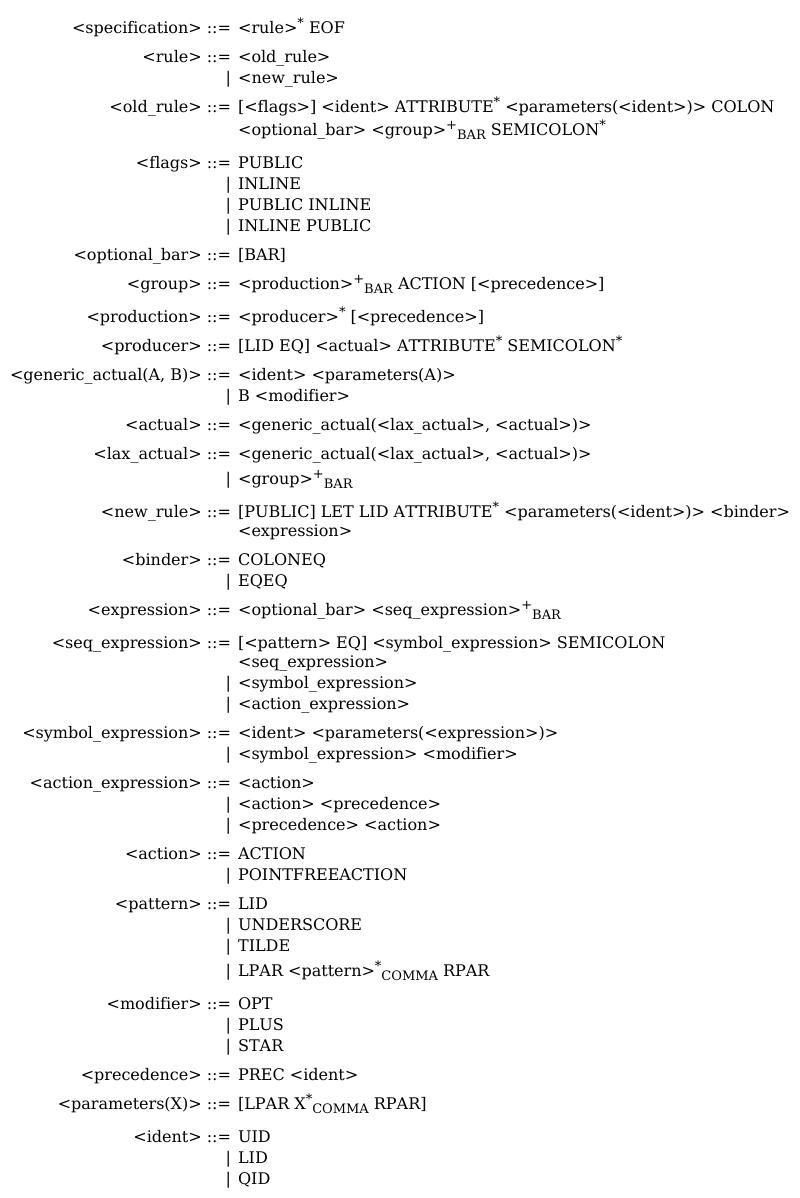 <specification> ::= <rule>* EOF
<rule> ::= <old_rule>
| <new_rule>
<old_rule> ::= [<flags>] <ident> ATTRIBUTE* <parameters(<ident>)> COLON
<optional_bar> <group>+BAR SEMICOLON*
<flags> ::= PUBLIC
| INLINE
| PUBLIC INLINE
| INLINE PUBLIC
<optional_bar> ::= [BAR]
<group> ::= <production>+BAR ACTION [<precedence>]
<production> ::= <producer>* [<precedence>]
<producer> ::= [LID EQ] <actual> ATTRIBUTE* SEMICOLON*
<generic_actual(A, B)> ::= <ident> <parameters(A)>
| B <modifier>
<actual> ::= <generic_actual(<lax_actual>, <actual>)>
<lax_actual> ::= <generic_actual(<lax_actual>, <actual>)>
| <group>+BAR
<new_rule> ::= [PUBLIC] LET LID ATTRIBUTE* <parameters(<ident>)> <binder>
<expression>
<binder> ::= COLONEQ
| EQEQ
<expression> ::= <optional_bar> <seq_expression>+BAR
<seq_expression> ::= [<pattern> EQ] <symbol_expression> SEMICOLON
<seq_expression>
| <symbol_expression>
| <action_expression>
<symbol_expression> ::= <ident> <parameters(<expression>)>
| <symbol_expression> <modifier>
<action_expression> ::= <action>
| <action> <precedence>
| <precedence> <action>
<action> ::= ACTION
| POINTFREEACTION
<pattern> ::= LID
| UNDERSCORE
| TILDE
| LPAR <pattern>*COMMA RPAR
<modifier> ::= OPT
| PLUS
| STAR
<precedence> ::= PREC <ident>
<parameters(X)> ::= [LPAR X*COMMA RPAR]
<ident> ::= UID
| LID
| QID